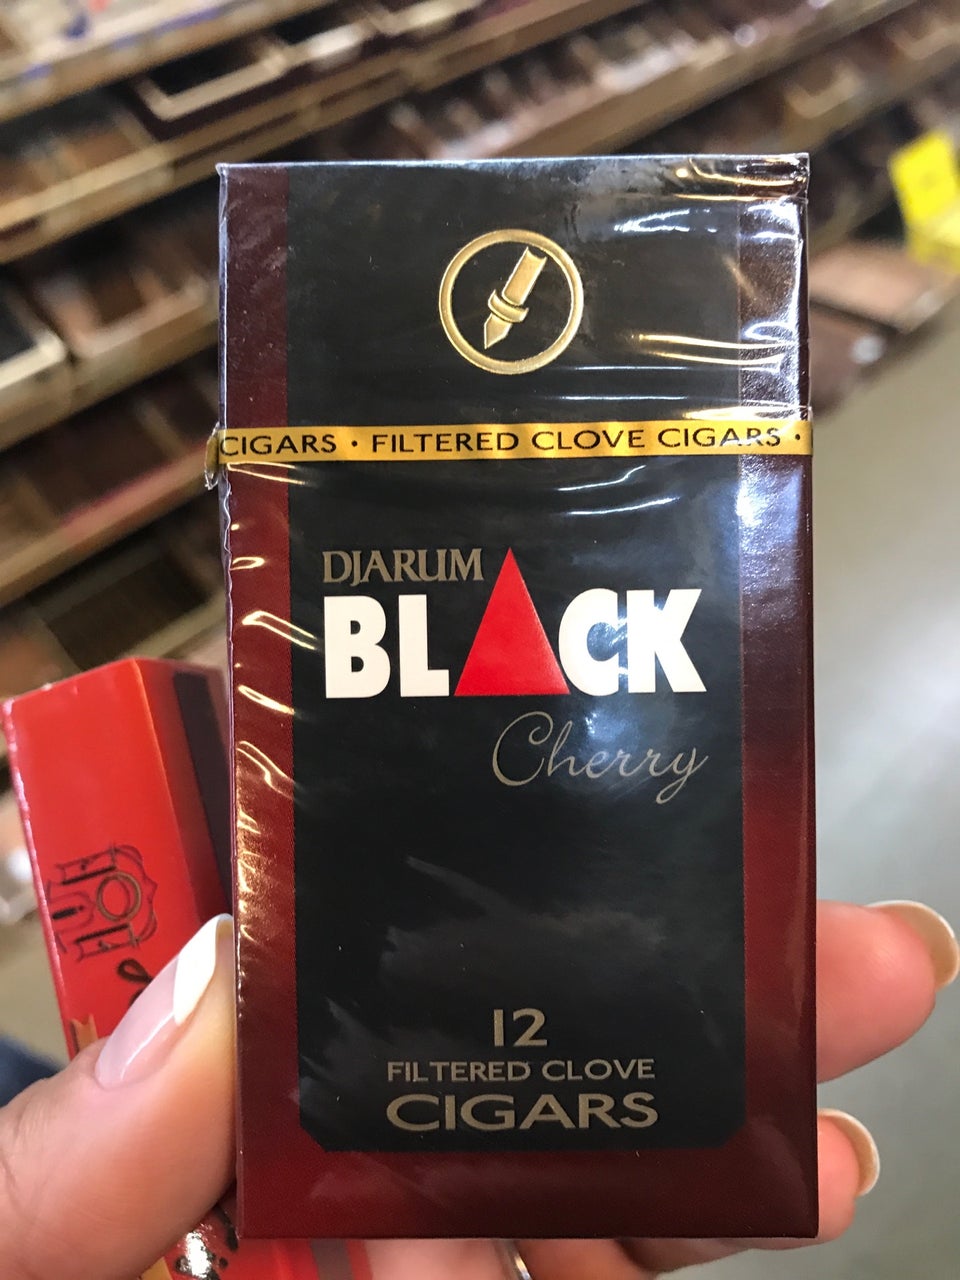 CIGARS · FILTERED CLOVE CIGARS ·
DJARUM
BLACK
Cherry
12
FILTERED CLOVE
CIGARS